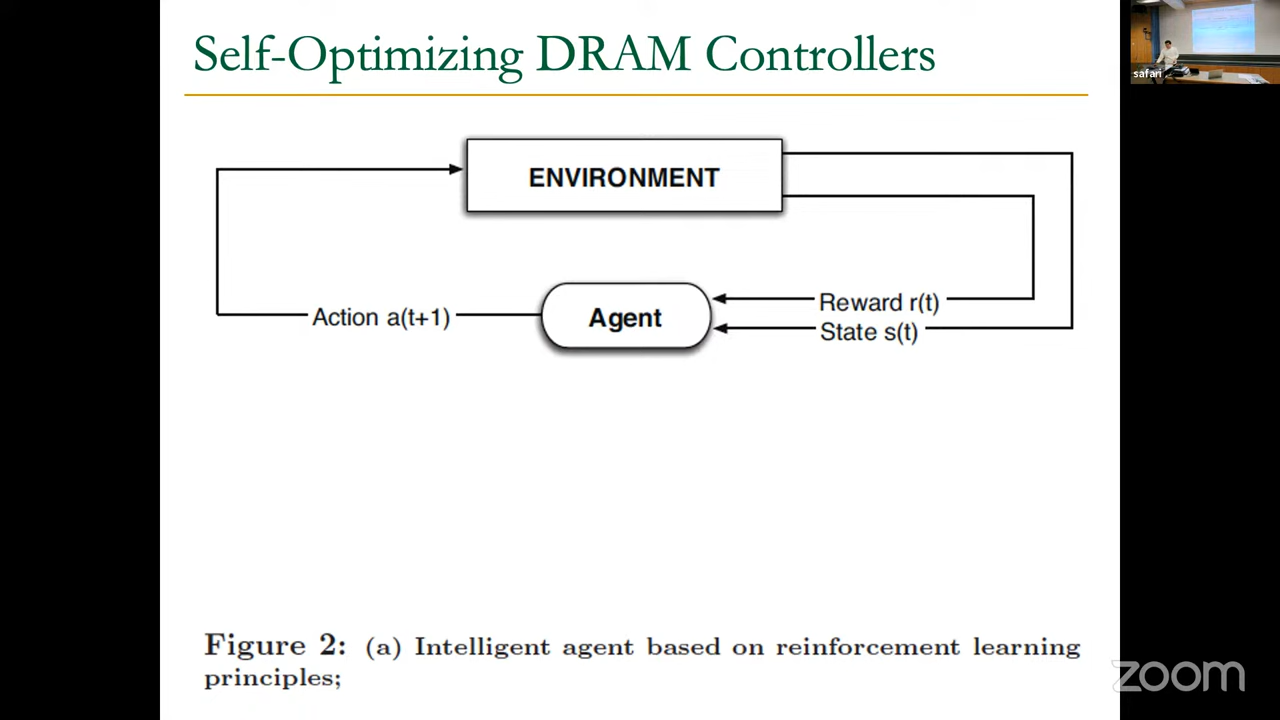 Self-Optimizing DRAM Controllers
safari
ENVIRONMENT
Agent
Action a(t+1)
Reward r(t)
State s(t)
Figure 2: (a) Intelligent agent based on reinforcement learning
principles;
zoom